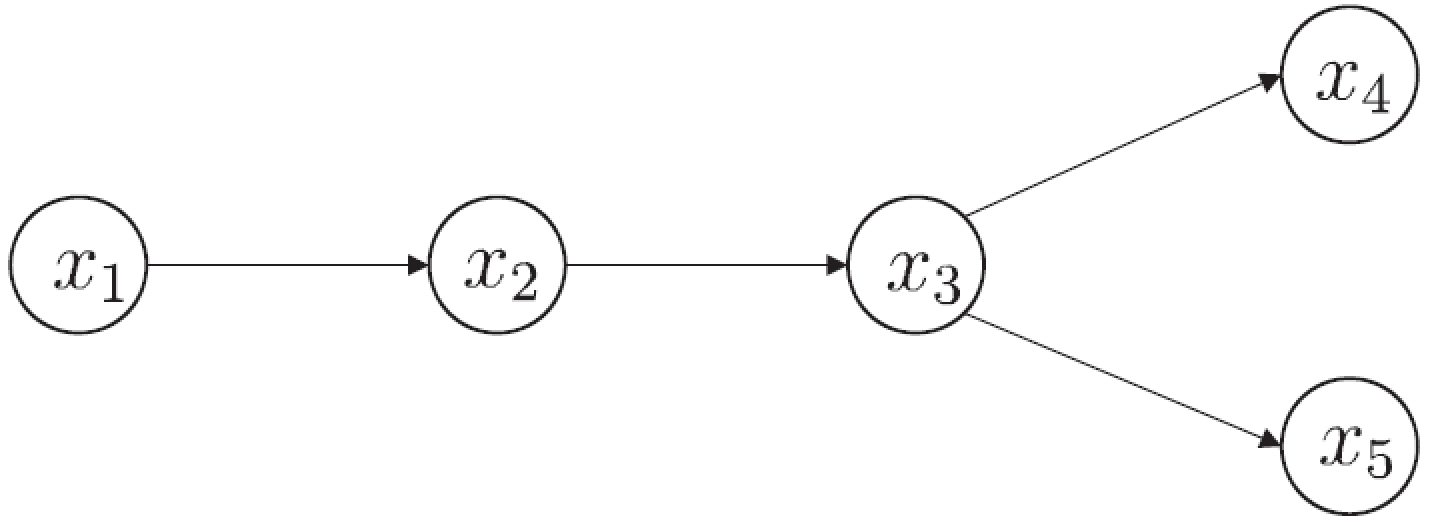 x₄
x₁ x₂ x₃
x₅